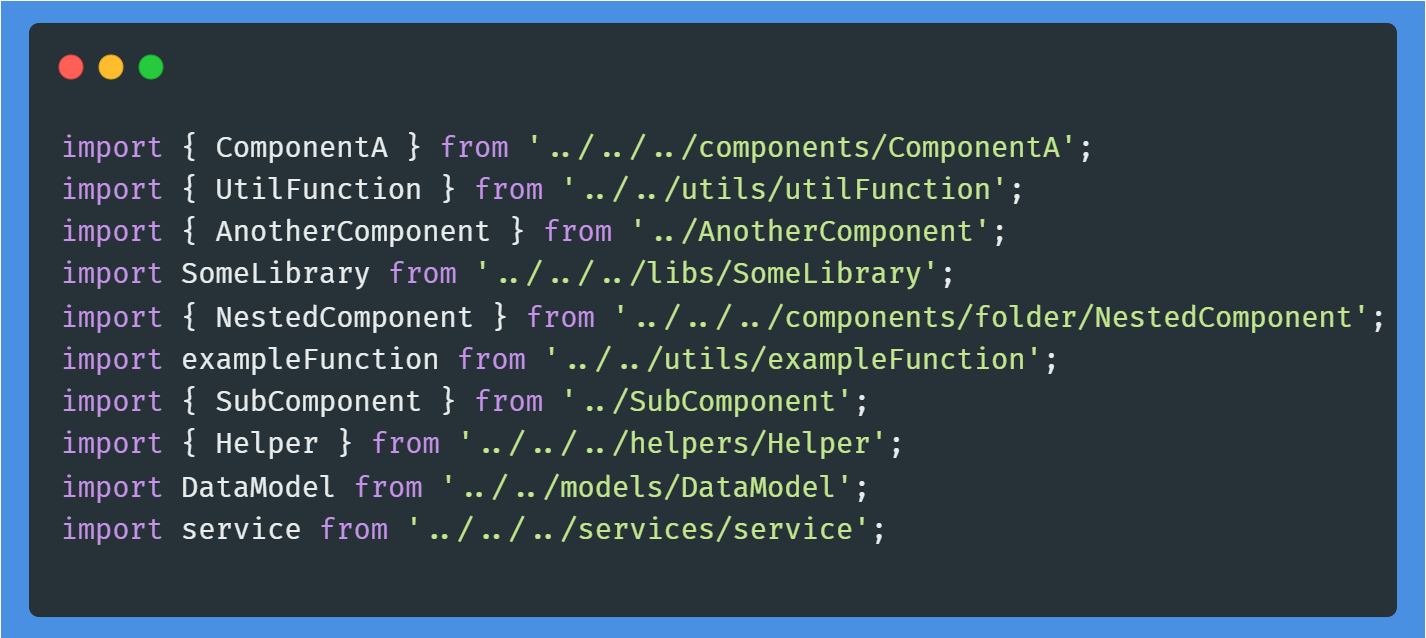 import { ComponentA } from '../../../components/ComponentA';
import { UtilFunction } from '../../utils/utilFunction';
import { AnotherComponent } from '../AnotherComponent';
import SomeLibrary from '../../../libs/SomeLibrary';
import { NestedComponent } from '../../../components/folder/NestedComponent';
import exampleFunction from '../../utils/exampleFunction';
import { SubComponent } from '../SubComponent';
import { Helper } from '../../../helpers/Helper';
import DataModel from '../../models/DataModel';
import service from '../../../services/service';